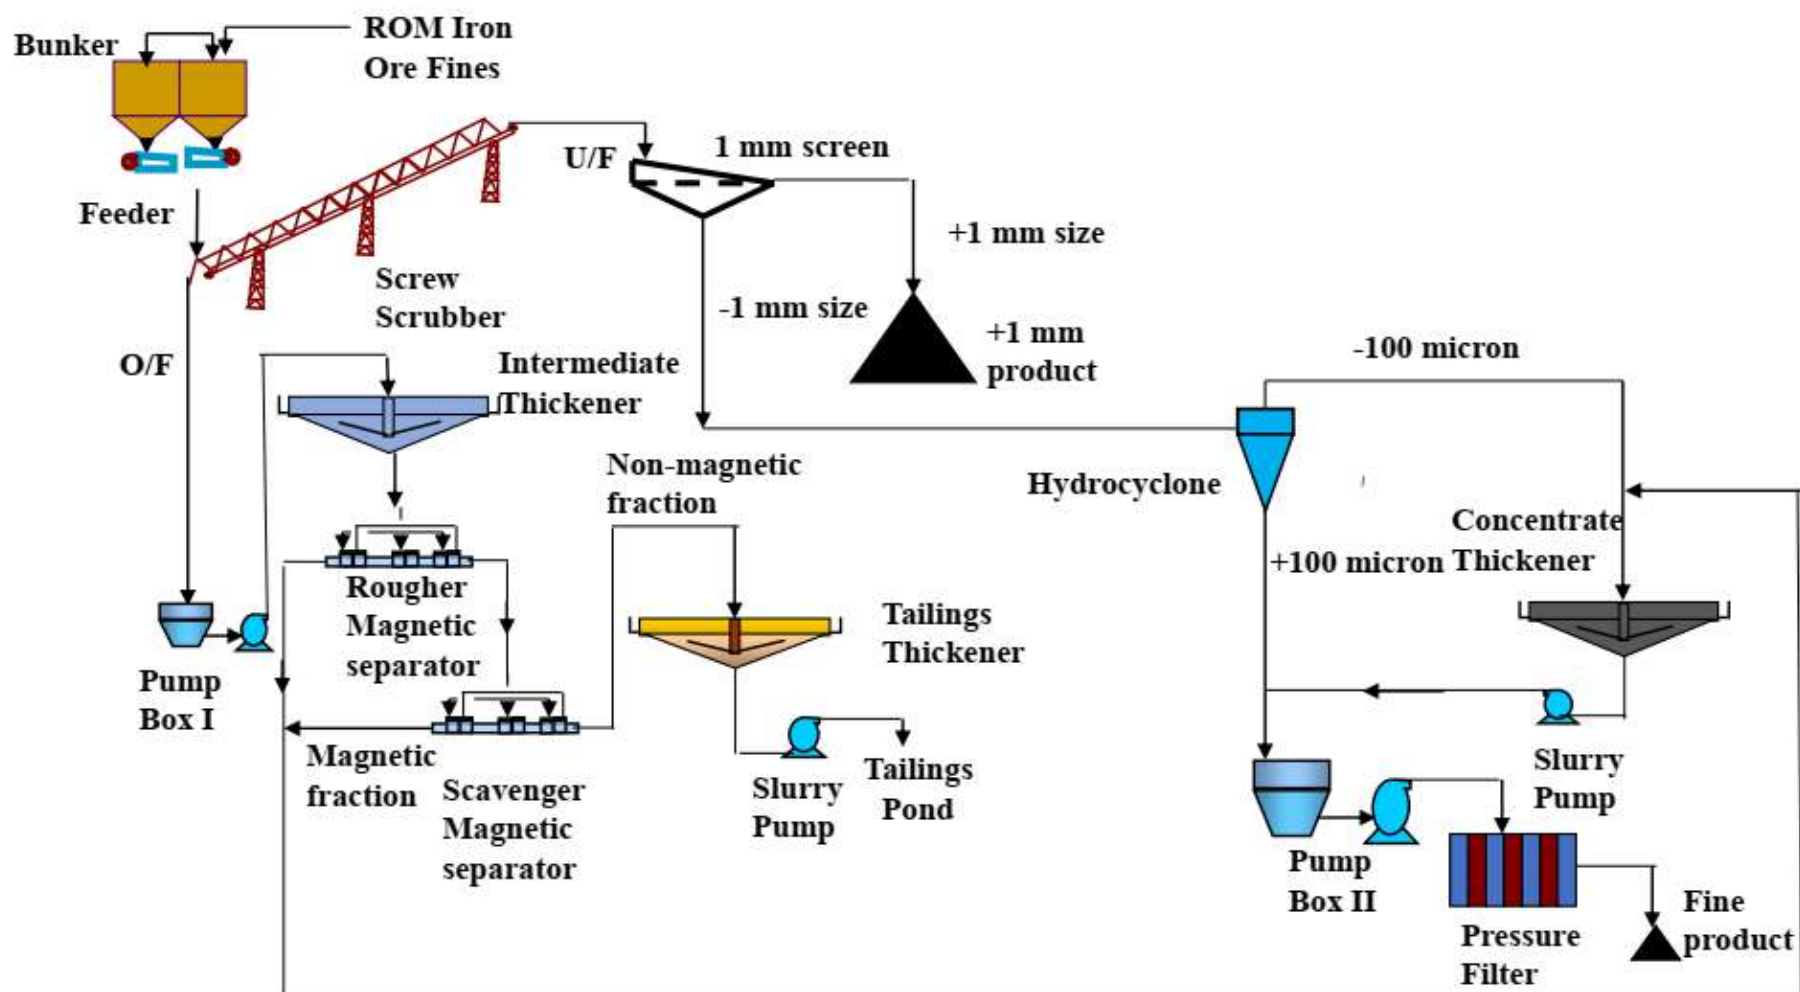 ROM Iron
Ore Fines
Bunker
U/F
1 mm screen
Feeder
+1 mm size
Screw
Scrubber
-1 mm size
+1 mm
product
O/F
Intermediate
Thickener
-100 micron
Non-magnetic
fraction
Hydrocyclone
Concentrate
Thickener
+100 micron
Rougher
Magnetic
separator
Tailings
Thickener
Pump
Box I
Magnetic
fraction
Scavenger
Magnetic
separator
Slurry
Pump
Tailings
Pond
Slurry
Pump
Pump
Box II
Pressure
Filter
Fine
product